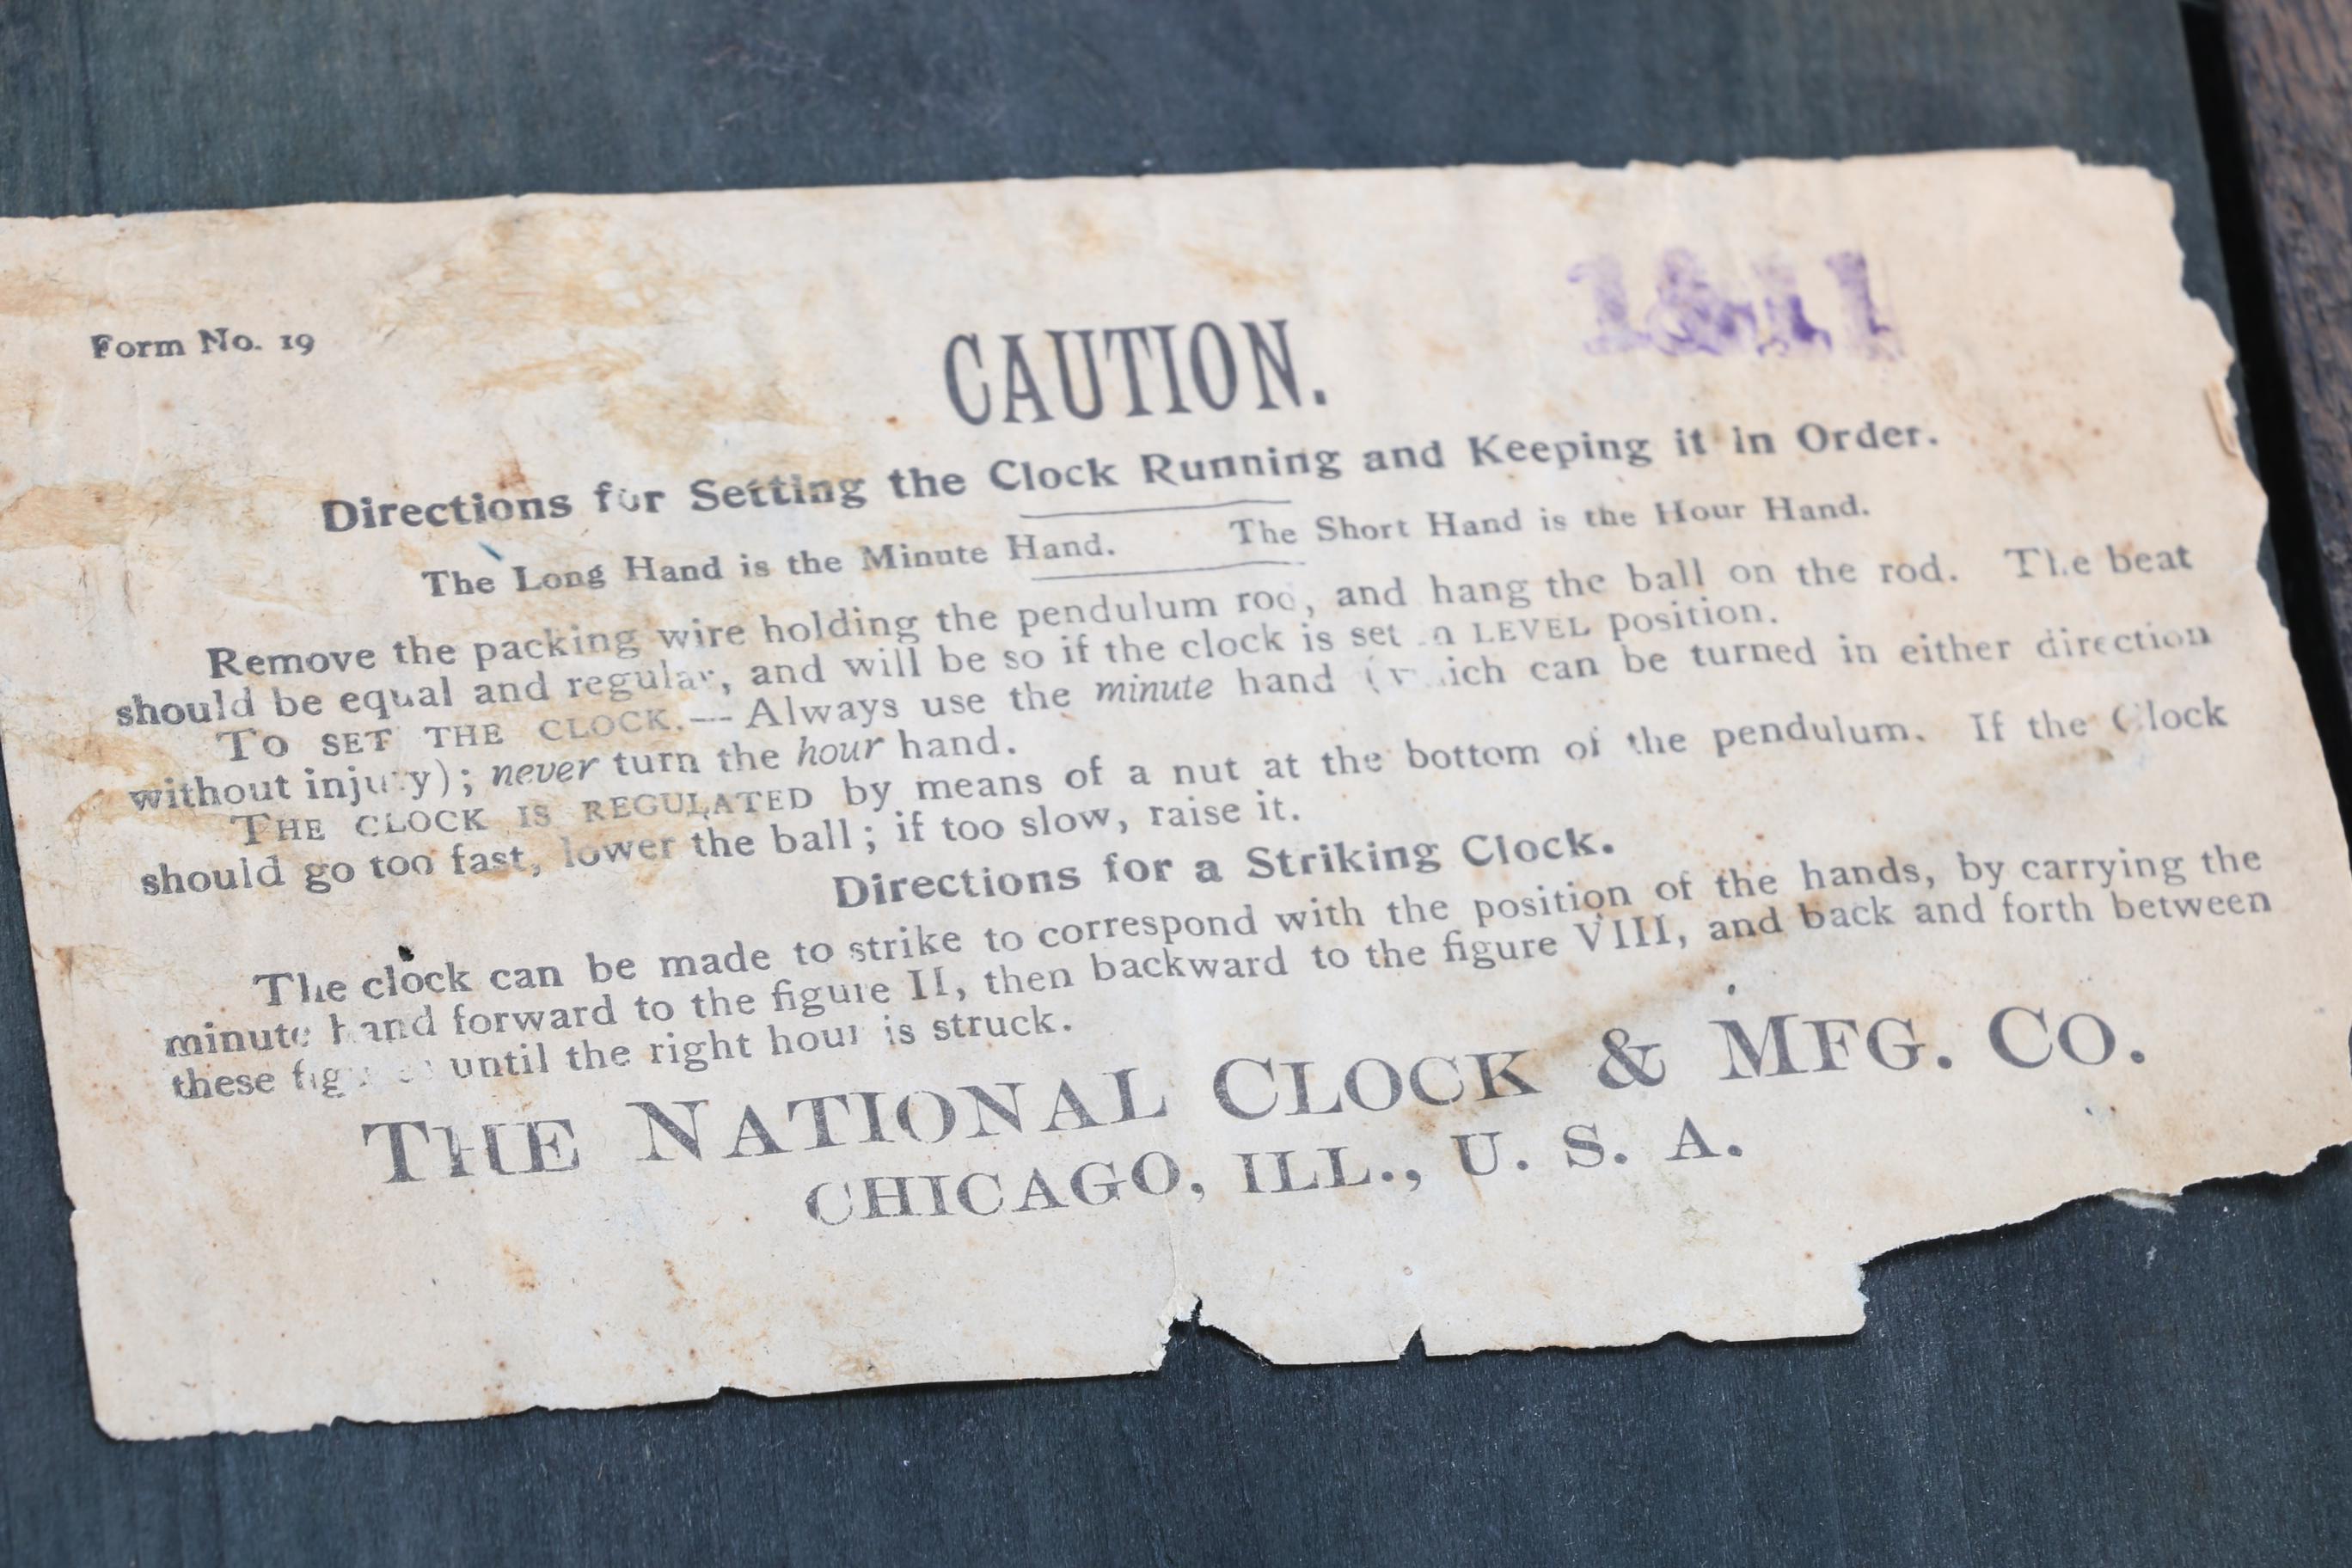 Form No. 19
CAUTION.
Directions for Setting the Clock Running and Keeping it in Order.
The Long Hand is the Minute Hand. The Short Hand is the Hour Hand.
Remove the packing wire holding the pendulum rod, and hang the ball on the rod. The beat
should be equal and regular, and will be so if the clock is set in LEVEL position.
TO SET THE CLOCK.—Always use the minute hand (which can be turned in either direction
without injury); never turn the hour hand.
THE CLOCK IS REGULATED by means of a nut at the bottom of the pendulum. If the Clock
should go too fast, lower the ball; if too slow, raise it.
Directions for a Striking Clock.
The clock can be made to strike to correspond with the position of the hands, by carrying the
minute hand forward to the figure II, then backward to the figure VIII, and back and forth between
these figures until the right hour is struck.
THE NATIONAL CLOCK & MFG. CO.
CHICAGO, ILL., U. S. A.